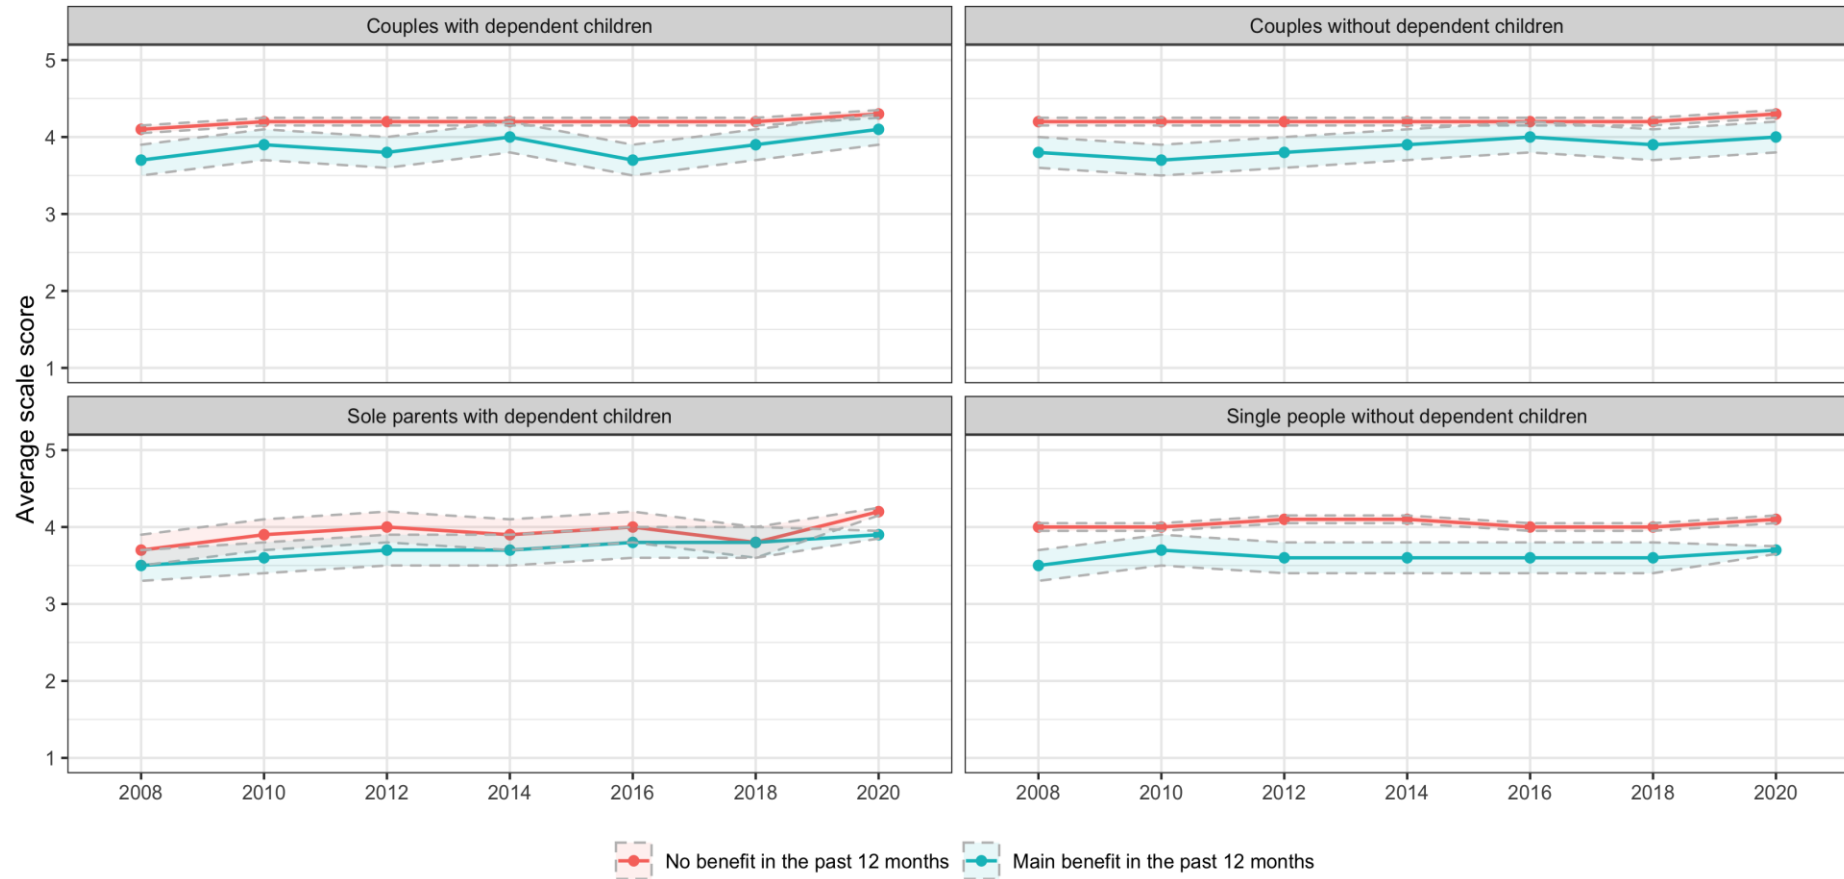 Couples with dependent children
Couples without dependent children
5
4
3
2
1
Sole parents with dependent children
Single people without dependent children
5
4
3
2
1
Average scale score
2008 2010 2012 2014 2016 2018 2020
2008 2010 2012 2014 2016 2018 2020
No benefit in the past 12 months
Main benefit in the past 12 months